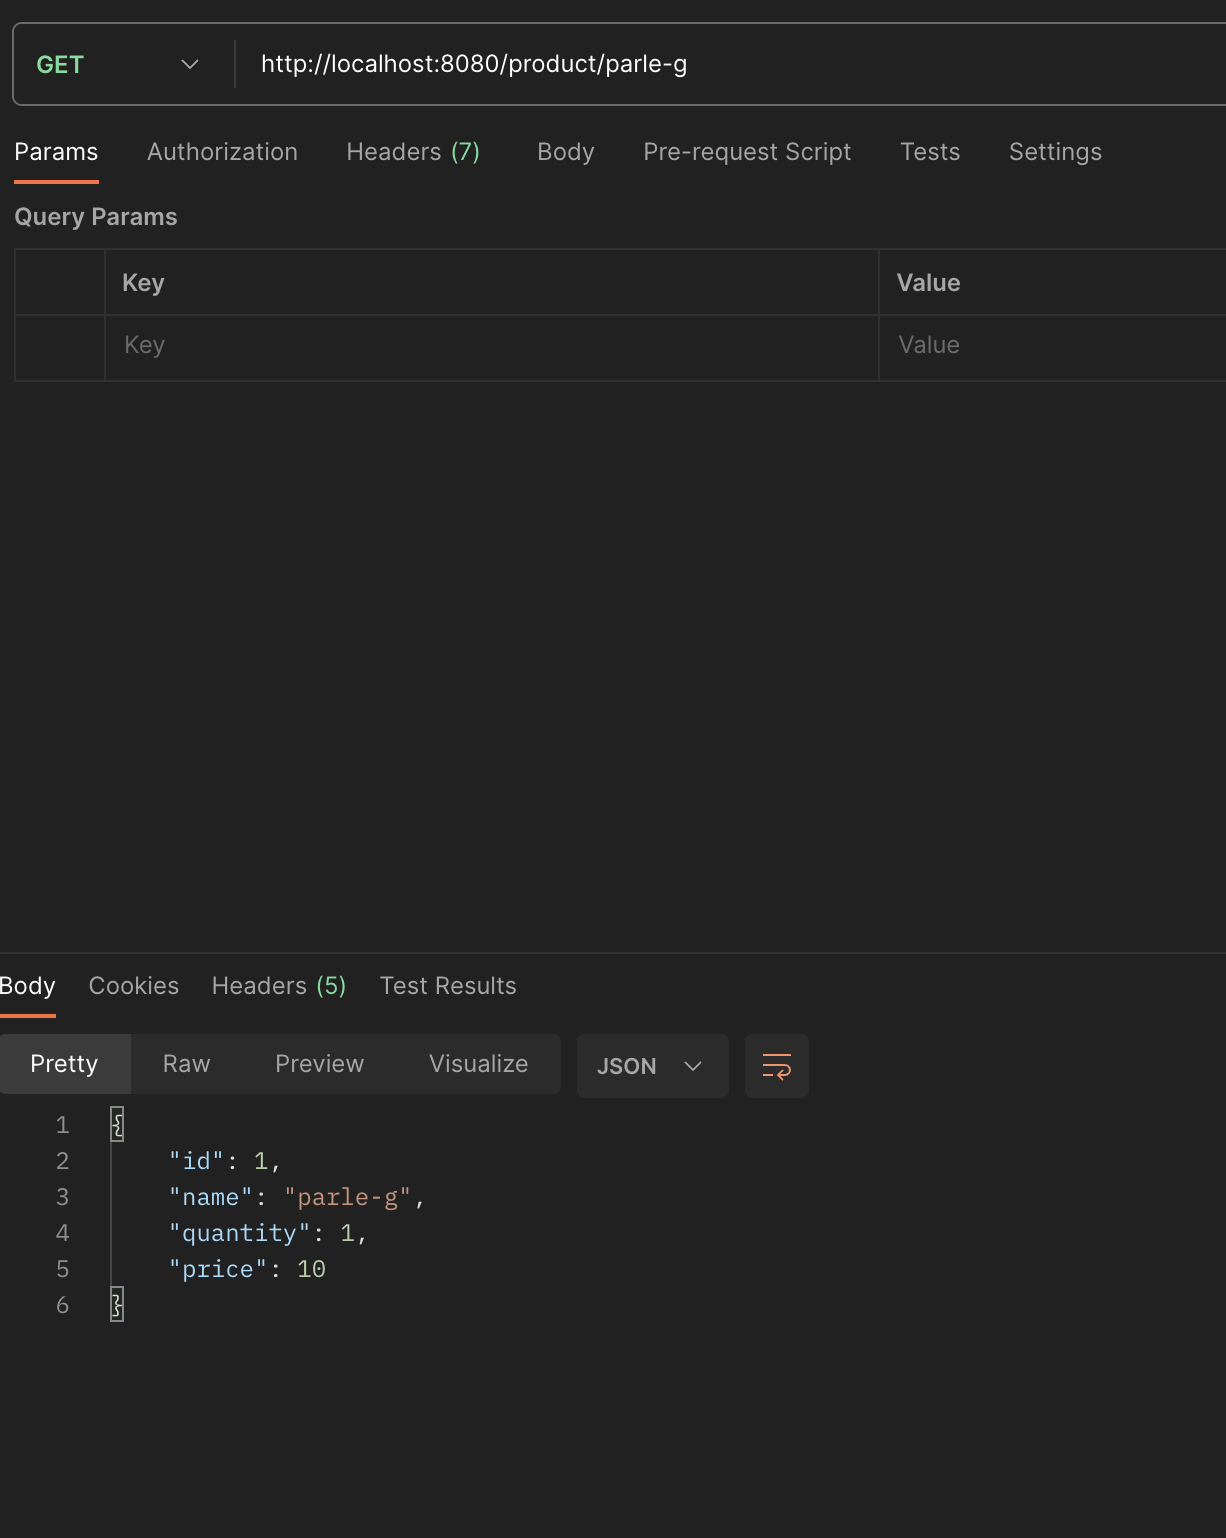 GET http://localhost:8080/product/parle-g
Params Authorization Headers (7) Body Pre-request Script Tests Settings
Query Params
Key Value
Key Value
Body Cookies Headers (5) Test Results
Pretty Raw Preview Visualize JSON
1 {
2 "id": 1,
3 "name": "parle-g",
4 "quantity": 1,
5 "price": 10
6 }